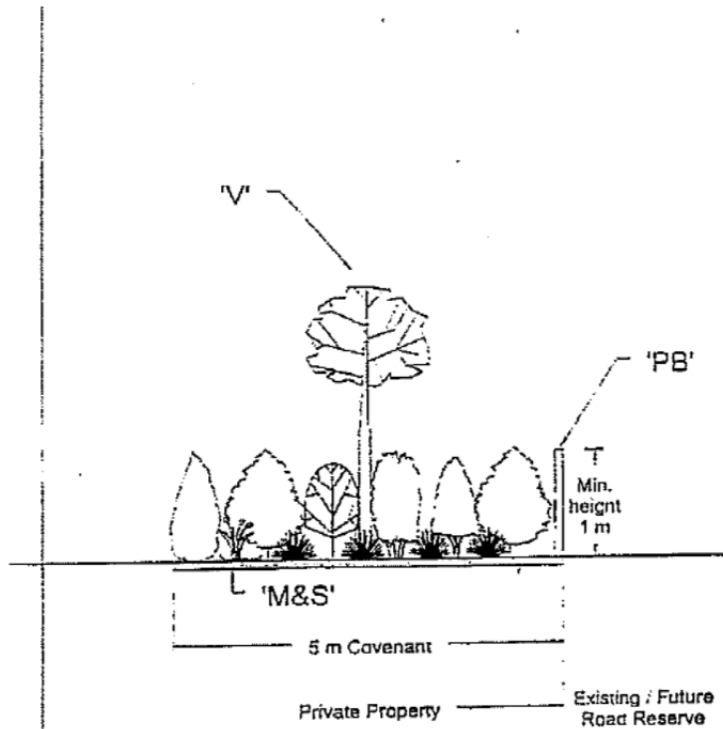 'V'
'PB'
Min.
height
1 m
'M&S'
5 m Covenant
Private Property
Existing / Future
Road Reserve